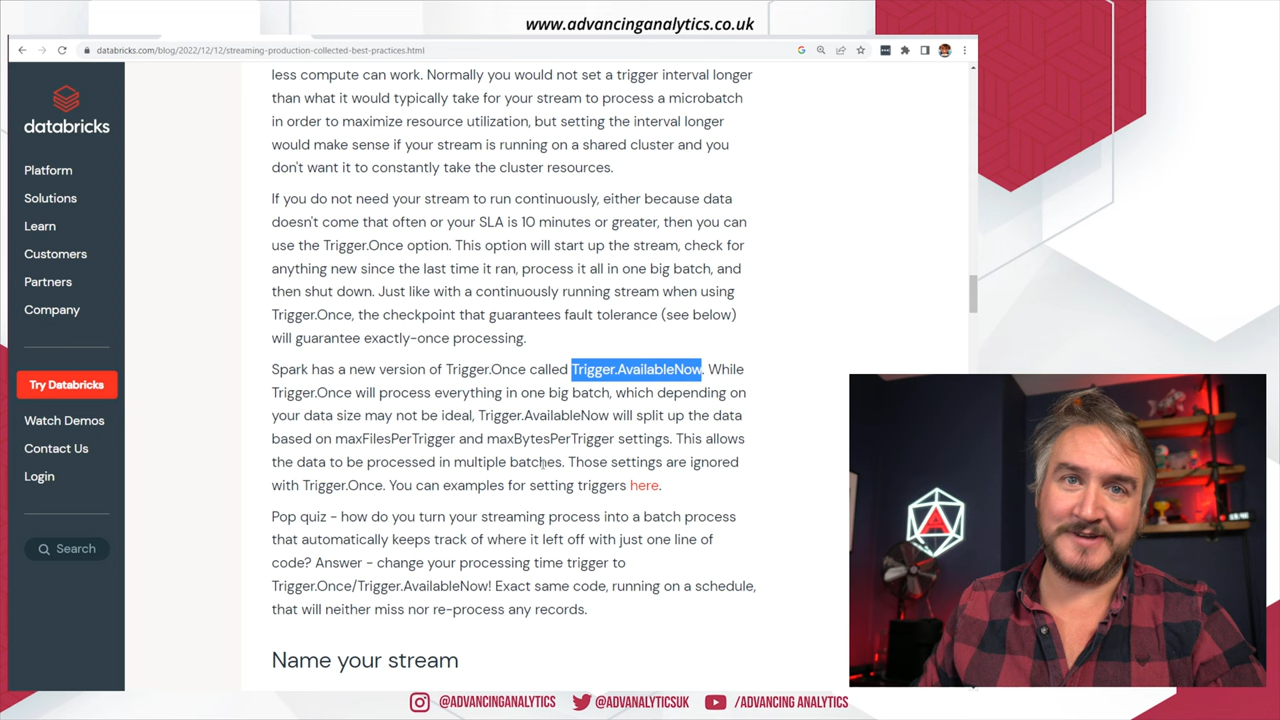 www.advancinganalytics.co.uk
databricks.com/blog/2022/12/12/streaming-production-collected-best-practices.html
databricks
Platform
Solutions
Learn
Customers
Partners
Company
Try Databricks
Watch Demos
Contact Us
Login
Search
less compute can work. Normally you would not set a trigger interval longer
than what it would typically take for your stream to process a microbatch
in order to maximize resource utilization, but setting the interval longer
would make sense if your stream is running on a shared cluster and you
don't want it to constantly take the cluster resources.
If you do not need your stream to run continuously, either because data
doesn't come that often or your SLA is 10 minutes or greater, then you can
use the Trigger.Once option. This option will start up the stream, check for
anything new since the last time it ran, process it all in one big batch, and
then shut down. Just like with a continuously running stream when using
Trigger.Once, the checkpoint that guarantees fault tolerance (see below)
will guarantee exactly-once processing.
Spark has a new version of Trigger.Once called Trigger.AvailableNow. While
Trigger.Once will process everything in one big batch, which depending on
your data size may not be ideal, Trigger.AvailableNow will split up the data
based on maxFilesPerTrigger and maxBytesPerTrigger settings. This allows
the data to be processed in multiple batches. Those settings are ignored
with Trigger.Once. You can examples for setting triggers here.
Pop quiz - how do you turn your streaming process into a batch process
that automatically keeps track of where it left off with just one line of
code? Answer - change your processing time trigger to
Trigger.Once/Trigger.AvailableNow! Exact same code, running on a schedule,
that will neither miss nor re-process any records.
Name your stream
@ADVANCINGANALYTICS
@ADVANALYTICSUK
/ADVANCING ANALYTICS